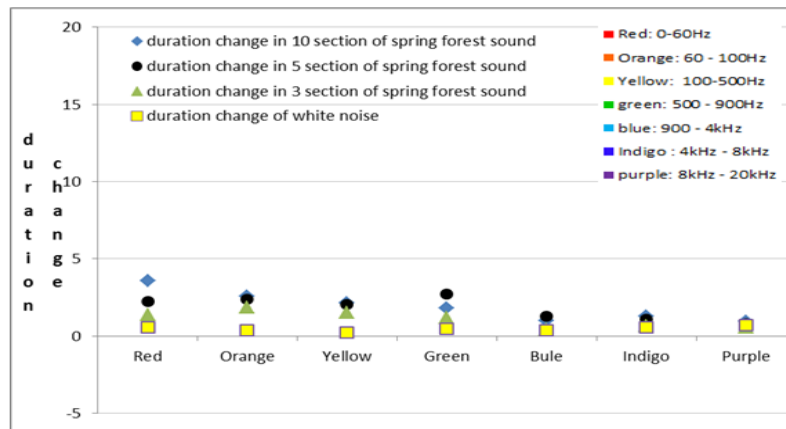 20
15
10
5
0
-5
duration
change
duration change in 10 section of spring forest sound
duration change in 5 section of spring forest sound
duration change in 3 section of spring forest sound
duration change of white noise
Red: 0-60Hz
Orange: 60 - 100Hz
Yellow: 100-500Hz
green: 500 - 900Hz
blue: 900 - 4kHz
Indigo : 4kHz - 8kHz
purple: 8kHz - 20kHz
Red Orange Yellow Green Bule Indigo Purple